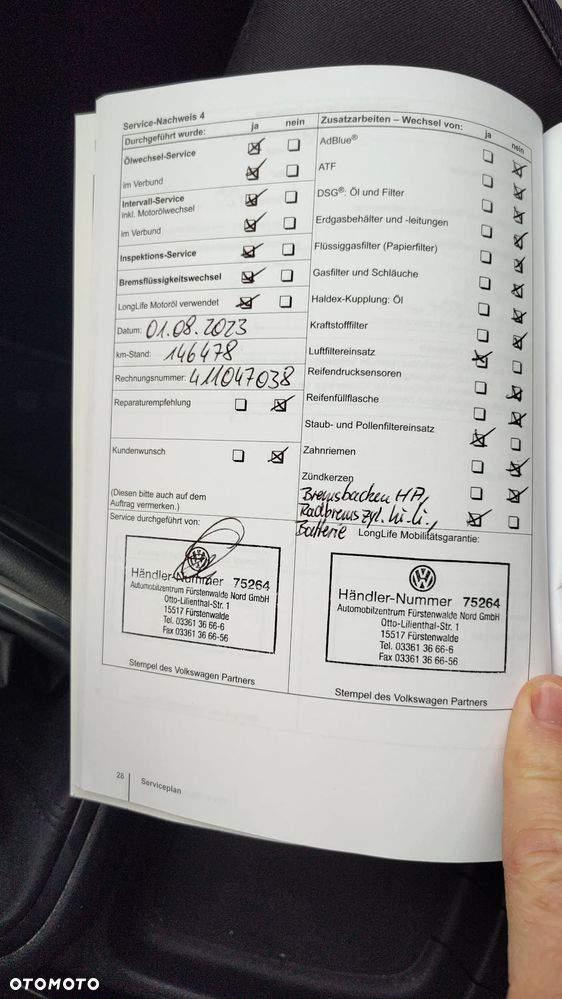 Service-Nachweis 4
Durchgeführt wurde: ja nein
Ölwechsel-Service
im Verbund
Intervall-Service
inkl. Motorölwechsel
im Verbund
Inspektions-Service
Bremsflüssigkeitswechsel
LongLife Motoröl verwendet
Datum: 01.08.2023
km-Stand: 146478
Rechnungsnummer: 411047038
Reparaturempfehlung
Kundenwunsch
(Diesen bitte auch auf dem
Auftrag vermerken.)
Service durchgeführt von:
Händler-Nummer 75264
Automobilzentrum Fürstenwalde Nord GmbH
Otto-Lilienthal-Str. 1
15517 Fürstenwalde
Tel. 03361 36 66-6
Fax 03361 36 66-56
Stempel des Volkswagen Partners
Zusatzarbeiten – Wechsel von: ja nein
AdBlue®
ATF
DSG®: Öl und Filter
Erdgasbehälter und -leitungen
Flüssiggasfilter (Papierfilter)
Gasfilter und Schläuche
Haldex-Kupplung: Öl
Kraftstofffilter
Luftfiltereinsatz
Reifendrucksensoren
Reifenfüllflasche
Staub- und Pollenfiltereinsatz
Zahnriemen
Zündkerzen
Bremsbacken HA,
Radbremszyl. hi. li.,
Batterie
LongLife Mobilitätsgarantie:
Händler-Nummer 75264
Automobilzentrum Fürstenwalde Nord GmbH
Otto-Lilienthal-Str. 1
15517 Fürstenwalde
Tel. 03361 36 66-6
Fax 03361 36 66-56
Stempel des Volkswagen Partners
28 Serviceplan
OTOMOTO